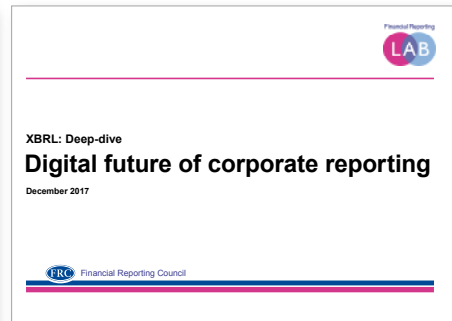 Financial Reporting
LAB
XBRL: Deep-dive
Digital future of corporate reporting
December 2017
FRC Financial Reporting Council